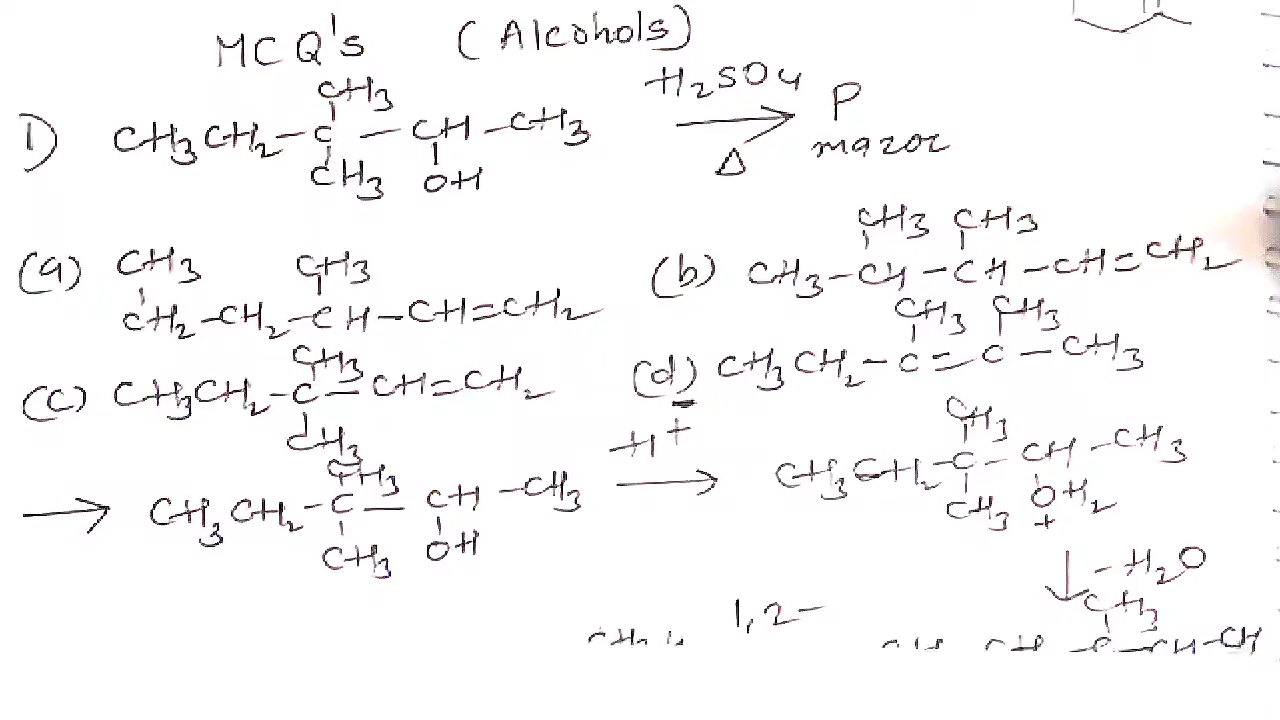 MCQ's (Alcohols)
CH3 H2SO4
1) CH3CH2-C-CH-CH3 → P
CH3 OH Δ mazor
CH3 CH3
(a) CH3 CH3
CH2-CH2-CH-CH=CH2
(b) CH3-CH-CH-CH=CH2
CH3
(c) CH3CH2-C-CH=CH2
CH3
CH3 CH3
(d) CH3CH2-C=C-CH3
CH3 H+ CH3
→ CH3CH2-C-CH-CH3 → CH3CH2-C-CH-CH3
CH3 OH CH3 OH2
+
↓ -H2O
1,2- CH3